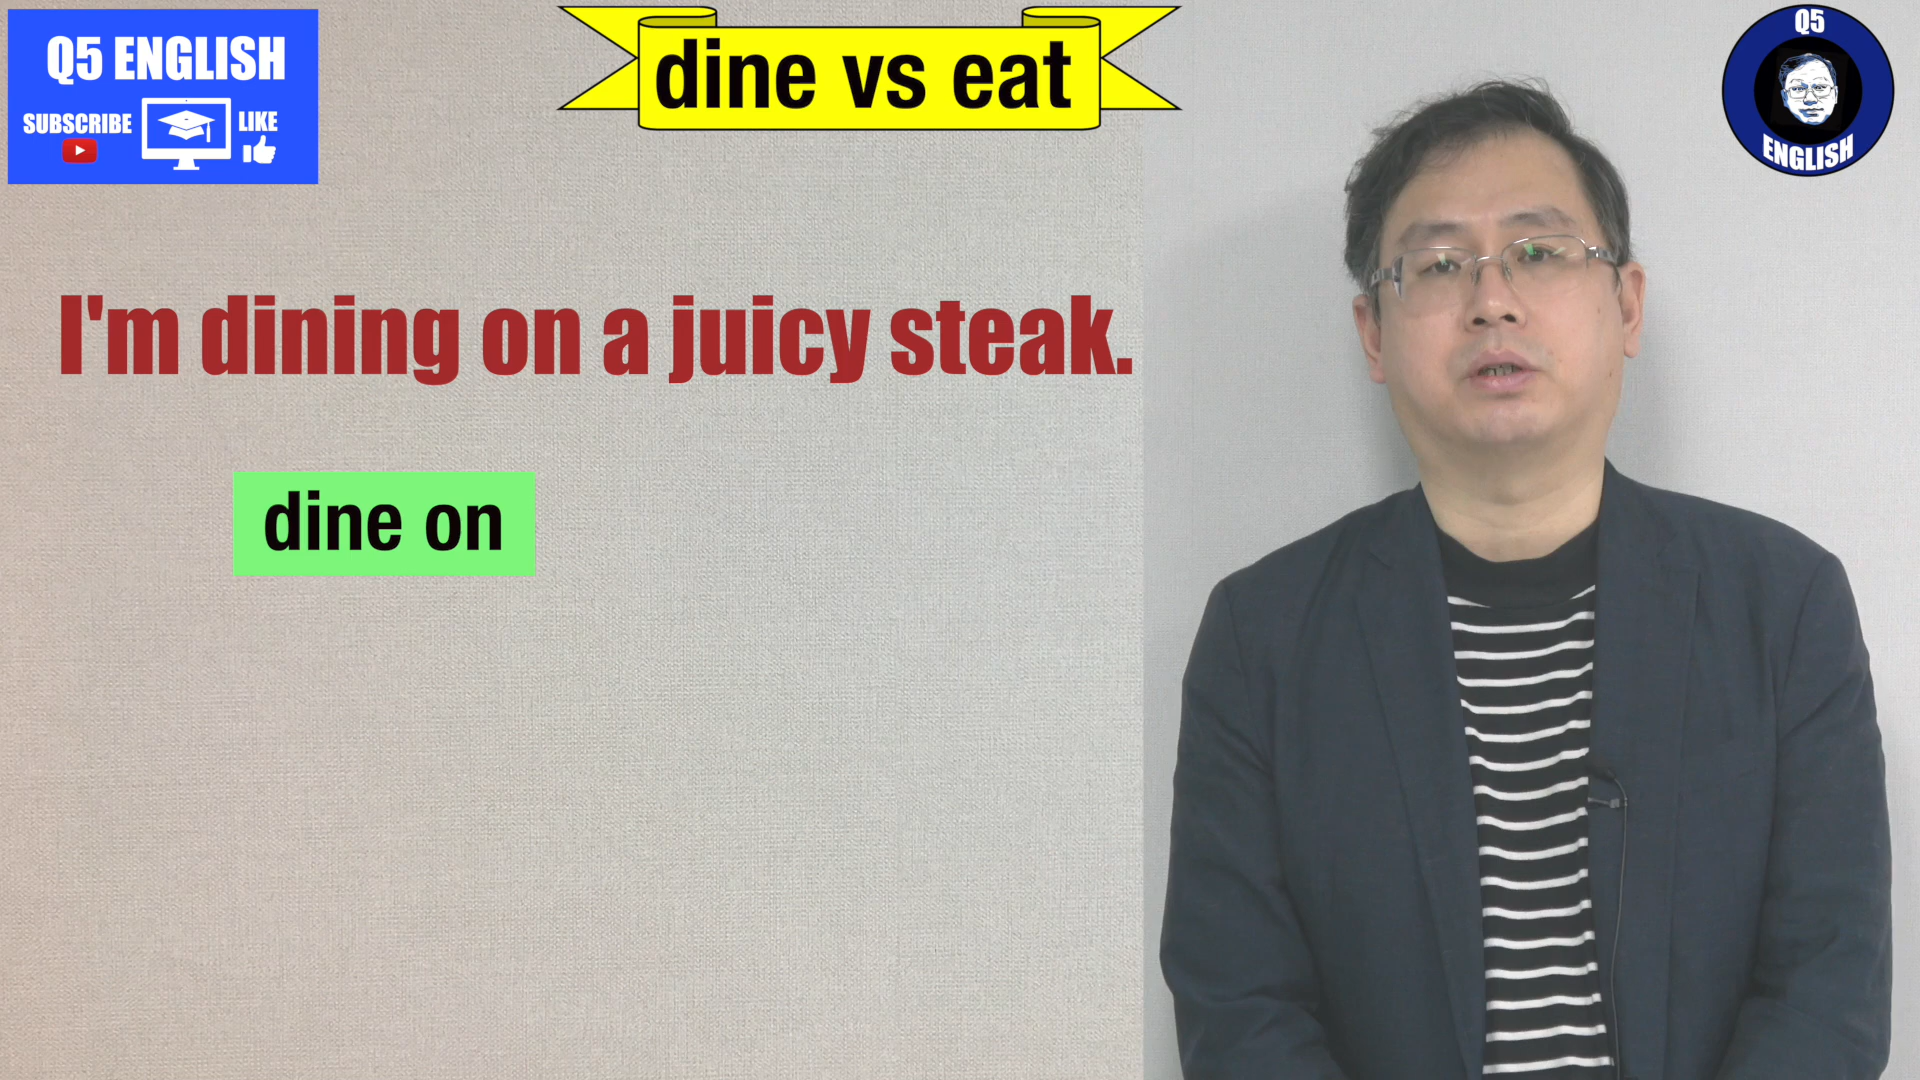 Q5 ENGLISH
SUBSCRIBE
LIKE
dine vs eat
Q5
ENGLISH
I'm dining on a juicy steak.
dine on